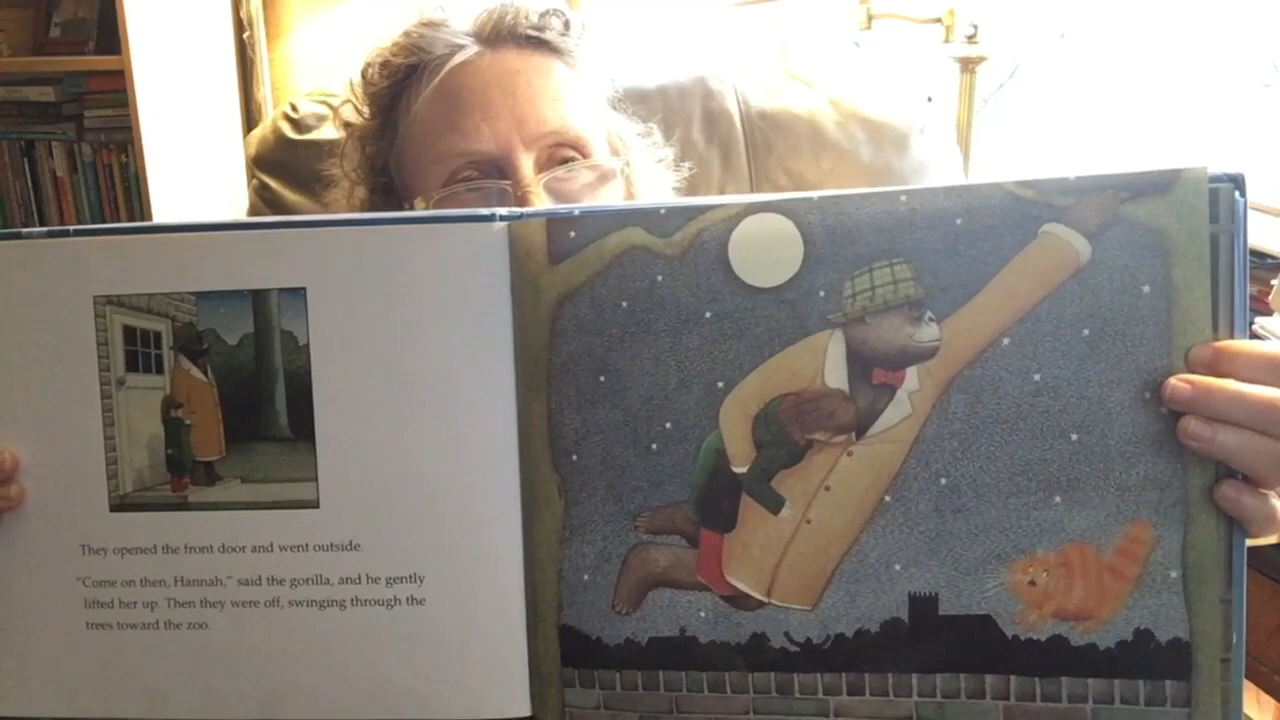 They opened the front door and went outside.
"Come on then, Hannah," said the gorilla, and he gently
lifted her up. Then they were off, swinging through the
trees toward the zoo.